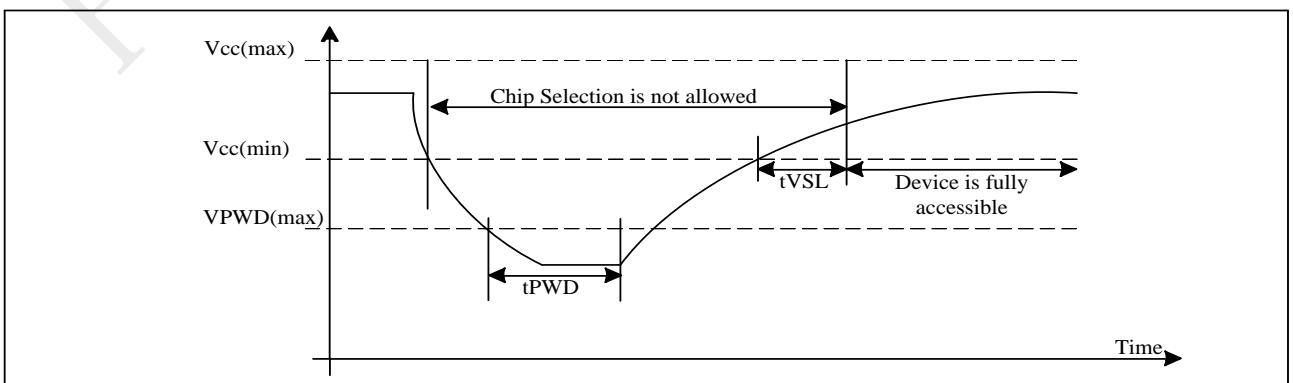 Vcc(max)
Chip Selection is not allowed
Vcc(min)
tVSL
Device is fully
accessible
VPWD(max)
tPWD
Time